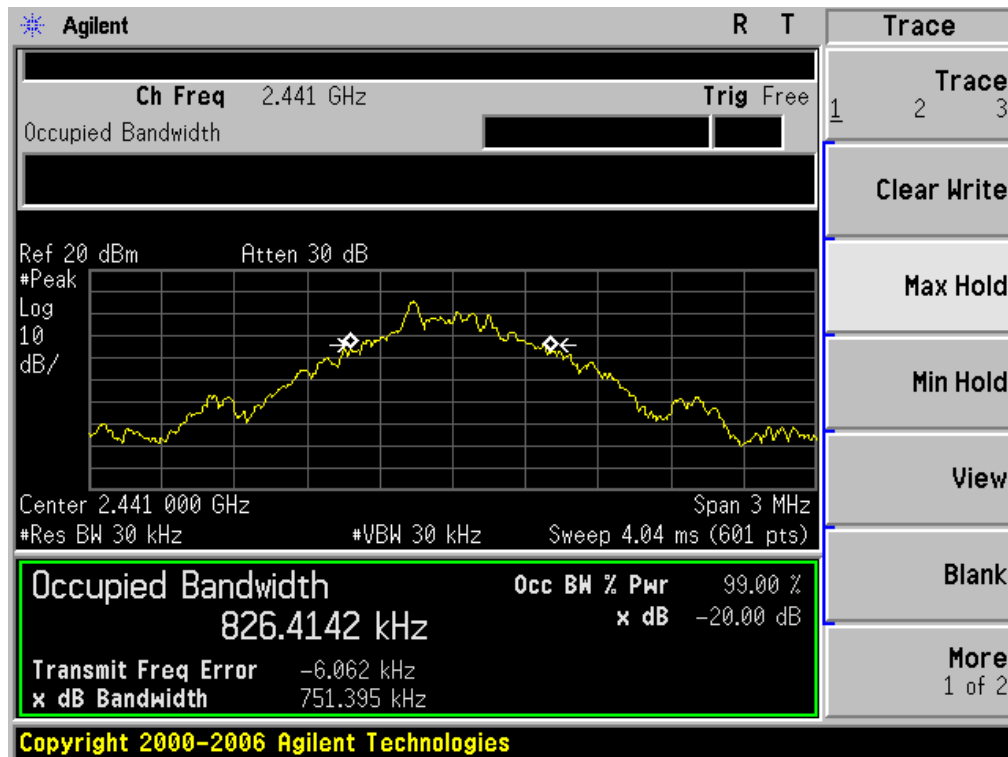 Agilent R T
Trace
Ch Freq 2.441 GHz Trig Free
Occupied Bandwidth
Ref 20 dBm Atten 30 dB
#Peak
Log
10
dB/
Center 2.441 000 GHz Span 3 MHz
#Res BW 30 kHz #VBW 30 kHz Sweep 4.04 ms (601 pts)
Occupied Bandwidth
826.4142 kHz
Occ BW % Pwr 99.00 %
x dB -20.00 dB
Transmit Freq Error -6.062 kHz
x dB Bandwidth 751.395 kHz
Copyright 2000-2006 Agilent Technologies
Trace
1 2 3
Clear Write
Max Hold
Min Hold
View
Blank
More
1 of 2